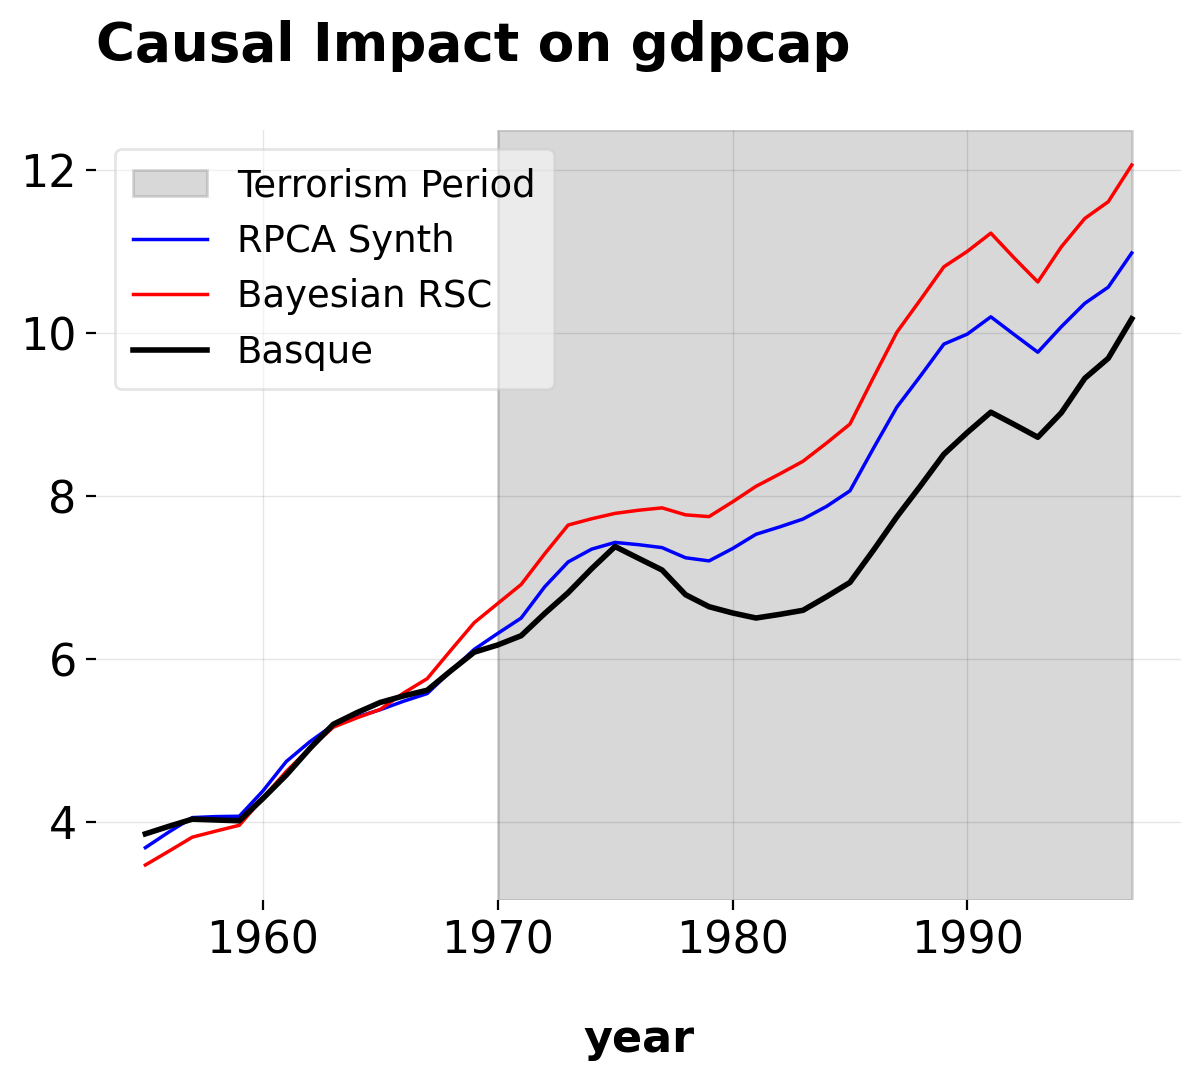 Causal Impact on gdpcap
12
10
8
6
4
Terrorism Period
RPCA Synth
Bayesian RSC
Basque
1960 1970 1980 1990
year